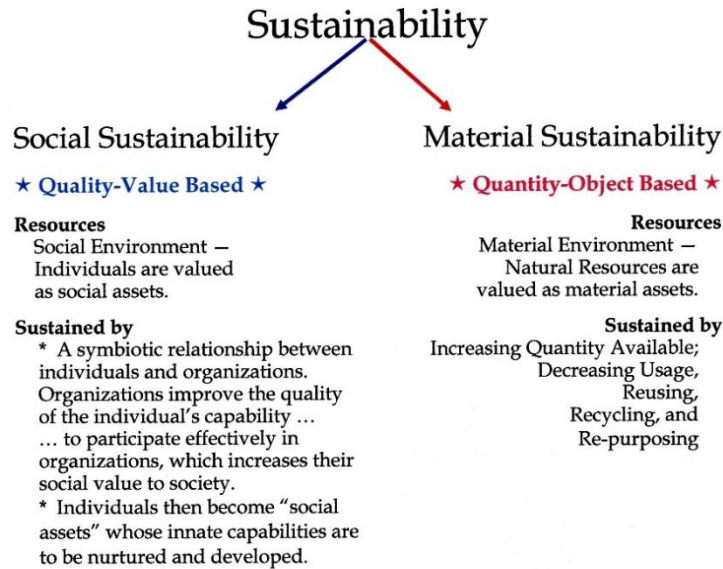 Sustainability
Social Sustainability
★ Quality-Value Based ★
Resources
Social Environment —
Individuals are valued
as social assets.
Sustained by
* A symbiotic relationship between
individuals and organizations.
Organizations improve the quality
of the individual's capability ...
... to participate effectively in
organizations, which increases their
social value to society.
* Individuals then become “social
assets” whose innate capabilities are
to be nurtured and developed.
Material Sustainability
★ Quantity-Object Based ★
Resources
Material Environment —
Natural Resources are
valued as material assets.
Sustained by
Increasing Quantity Available;
Decreasing Usage,
Reusing,
Recycling, and
Re-purposing